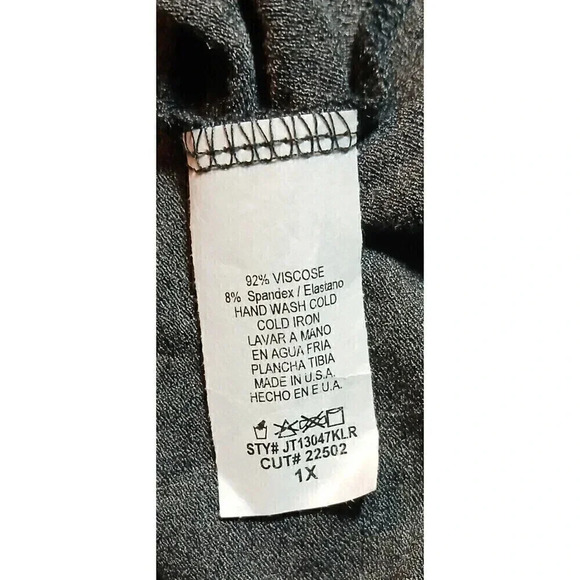 92% VISCOSE
8% Spandex / Elastano
HAND WASH COLD
COLD IRON
LAVAR A MANO
EN AGUA FRIA
PLANCHA TIBIA
MADE IN U.S.A.
HECHO EN E U.A.
STY# JT13047KLR
CUT# 22502
1X